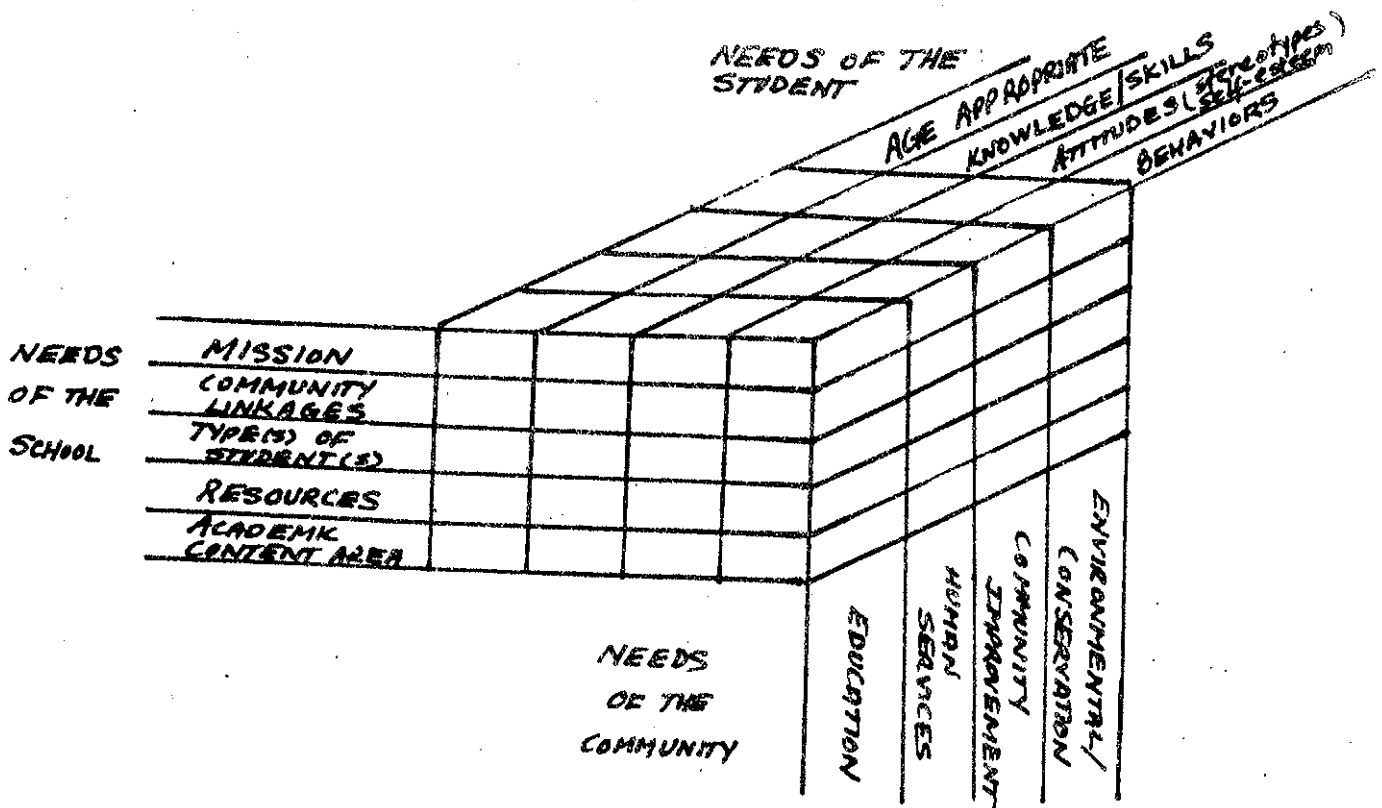 NEEDS OF THE
STUDENT
AGE APPROPRIATE
KNOWLEDGE/SKILLS
ATTITUDES (stereotypes)
self-esteem
BEHAVIORS
NEEDS
OF THE
SCHOOL
MISSION
COMMUNITY
LINKAGES
TYPE(S) OF
STUDENT(S)
RESOURCES
ACADEMIC
CONTENT AREA
NEEDS
OF THE
COMMUNITY
EDUCATION
HUMAN
SERVICES
COMMUNITY
IMPROVEMENT
ENVIRONMENTAL/
CONSERVATION